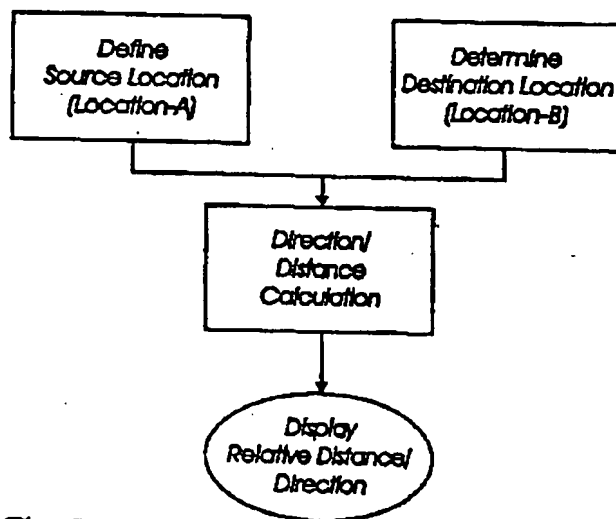 Define
Source Location
(Location-A)
Determine
Destination Location
(Location-B)
Direction/
Distance
Calculation
Display
Relative Distance/
Direction